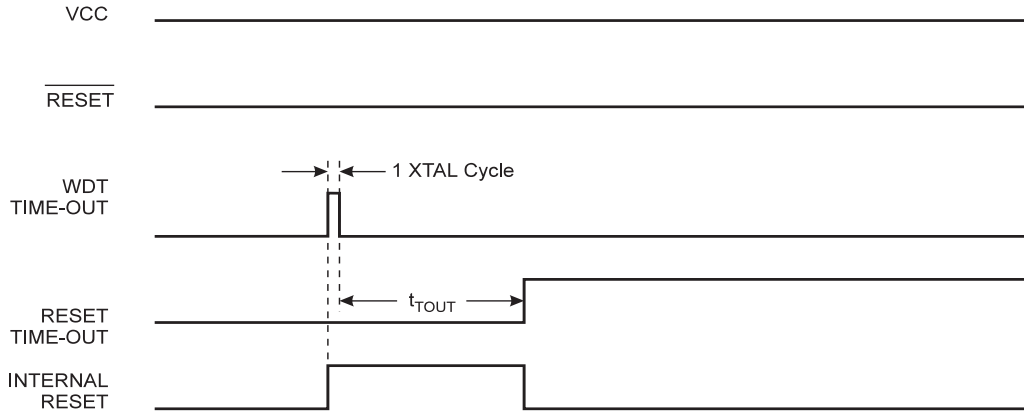 VCC
RESET
1 XTAL Cycle
WDT
TIME-OUT
tTOUT
RESET
TIME-OUT
INTERNAL
RESET